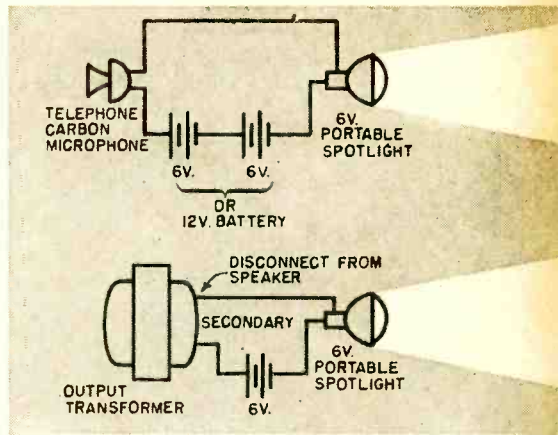 TELEPHONE
CARBON
MICROPHONE
6V.
6V.
OR
12V. BATTERY
6V.
PORTABLE
SPOTLIGHT
DISCONNECT FROM
SPEAKER
SECONDARY
6V.
OUTPUT
TRANSFORMER
6V.
PORTABLE
SPOTLIGHT